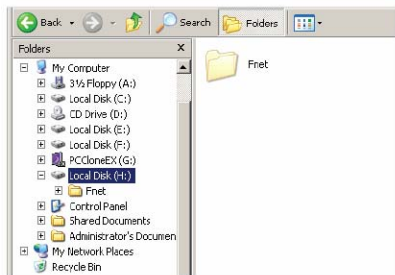 Back
Search
Folders
Folders X
My Computer
3½ Floppy (A:)
Local Disk (C:)
CD Drive (D:)
Local Disk (E:)
Local Disk (F:)
PCCloneEX (G:)
Local Disk (H:)
Fnet
Control Panel
Shared Documents
Administrator's Documen
My Network Places
Recycle Bin
Fnet